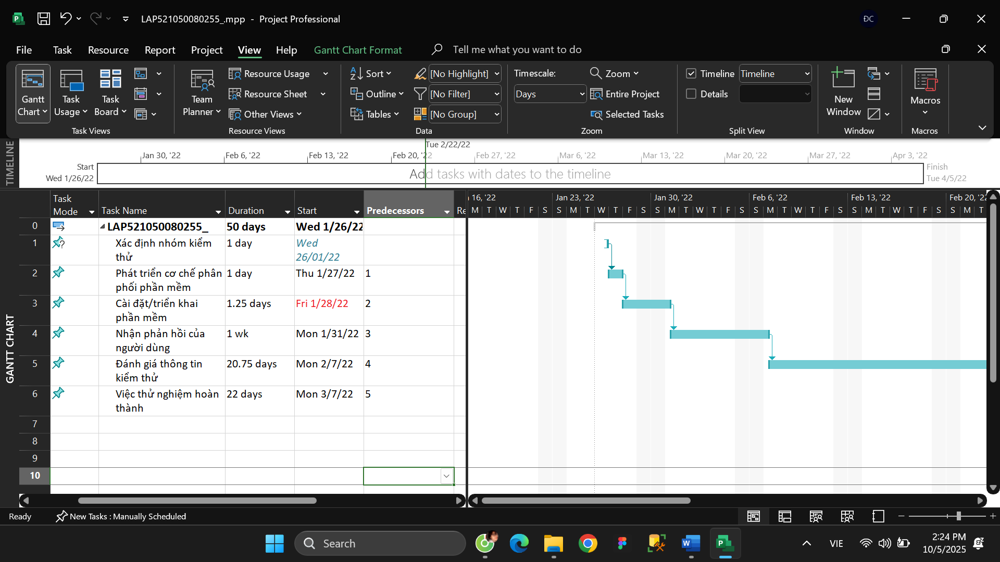 LAP521050080255_.mpp - Project Professional
ĐC
File Task Resource Report Project View Help Gantt Chart Format Tell me what you want to do
Gantt Chart
Task Usage
Task Board
Task Views
Team Planner
Resource Usage
Resource Sheet
Other Views
Resource Views
Sort
Outline
Tables
[No Highlight]
[No Filter]
[No Group]
Data
Timescale:
Days
Zoom
Entire Project
Selected Tasks
Zoom
Timeline Timeline
Details
Split View
New Window
Window
Macros
Macros
TIMELINE
Tue 2/22/22
Jan 30, '22 Feb 6, '22 Feb 13, '22 Feb 20, '22 Feb 27, '22 Mar 6, '22 Mar 13, '22 Mar 20, '22 Mar 27, '22 Apr 3, '22
Start
Wed 1/26/22
Add tasks with dates to the timeline
Finish
Tue 4/5/22
GANTT CHART
Task Mode Task Name Duration Start Predecessors Re
16, '22 Jan 23, '22 Jan 30, '22 Feb 6, '22 Feb 13, '22 Feb 20, '22
M T W T F S S M T W T F S S M T W T F S S M T W T F S S M T W T F S S M T
0 LAP521050080255_ 50 days Wed 1/26/22
1 Xác định nhóm kiểm thử 1 day Wed 26/01/22
2 Phát triển cơ chế phân phối phần mềm 1 day Thu 1/27/22 1
3 Cài đặt/triển khai phần mềm 1.25 days Fri 1/28/22 2
4 Nhận phản hồi của người dùng 1 wk Mon 1/31/22 3
5 Đánh giá thông tin kiểm thử 20.75 days Mon 2/7/22 4
6 Việc thử nghiệm hoàn thành 22 days Mon 3/7/22 5
7
8
9
10
Ready New Tasks : Manually Scheduled
Search
VIE
2:24 PM
10/5/2025